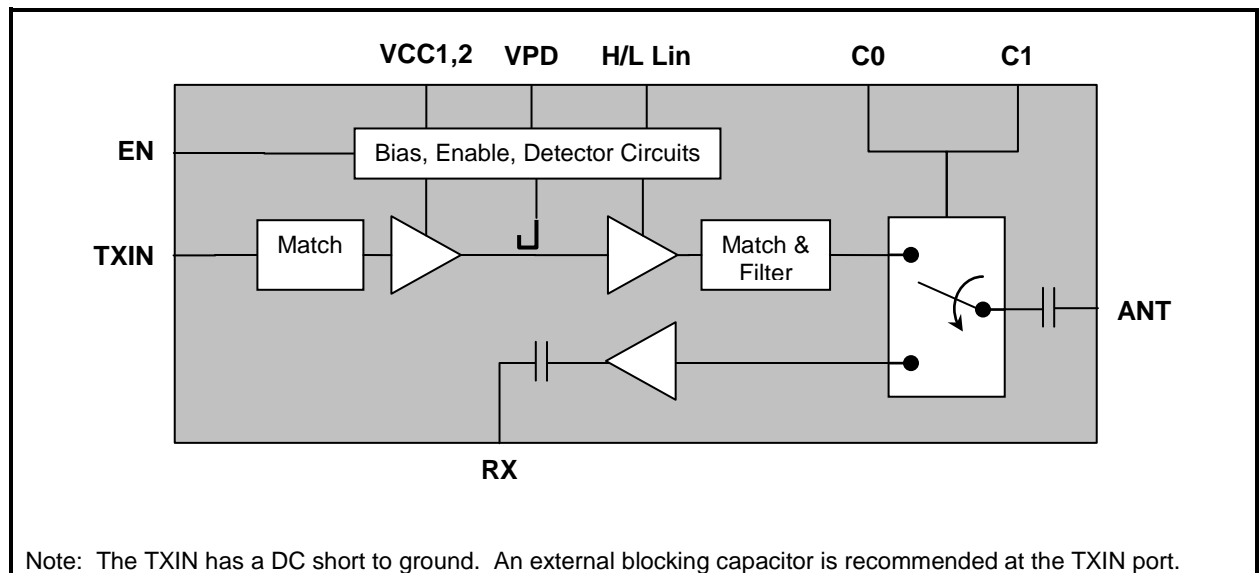 VCC1,2 VPD H/L Lin C0 C1
EN
Bias, Enable, Detector Circuits
TXIN
Match
Match &
Filter
ANT
RX
Note: The TXIN has a DC short to ground. An external blocking capacitor is recommended at the TXIN port.